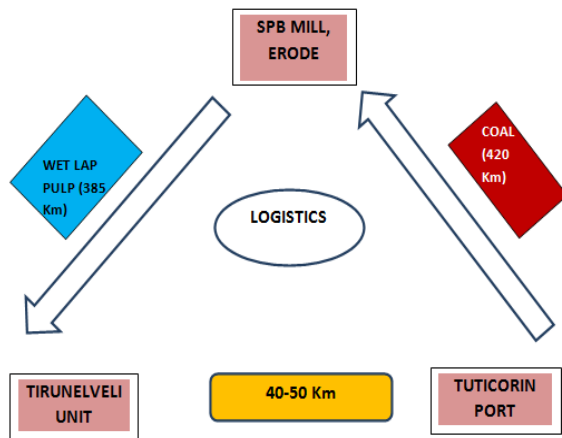 SPB MILL,
ERODE
WET LAP
PULP (385
Km)
COAL
(420
Km)
LOGISTICS
TIRUNELVELI
UNIT
40-50 Km
TUTICORIN
PORT